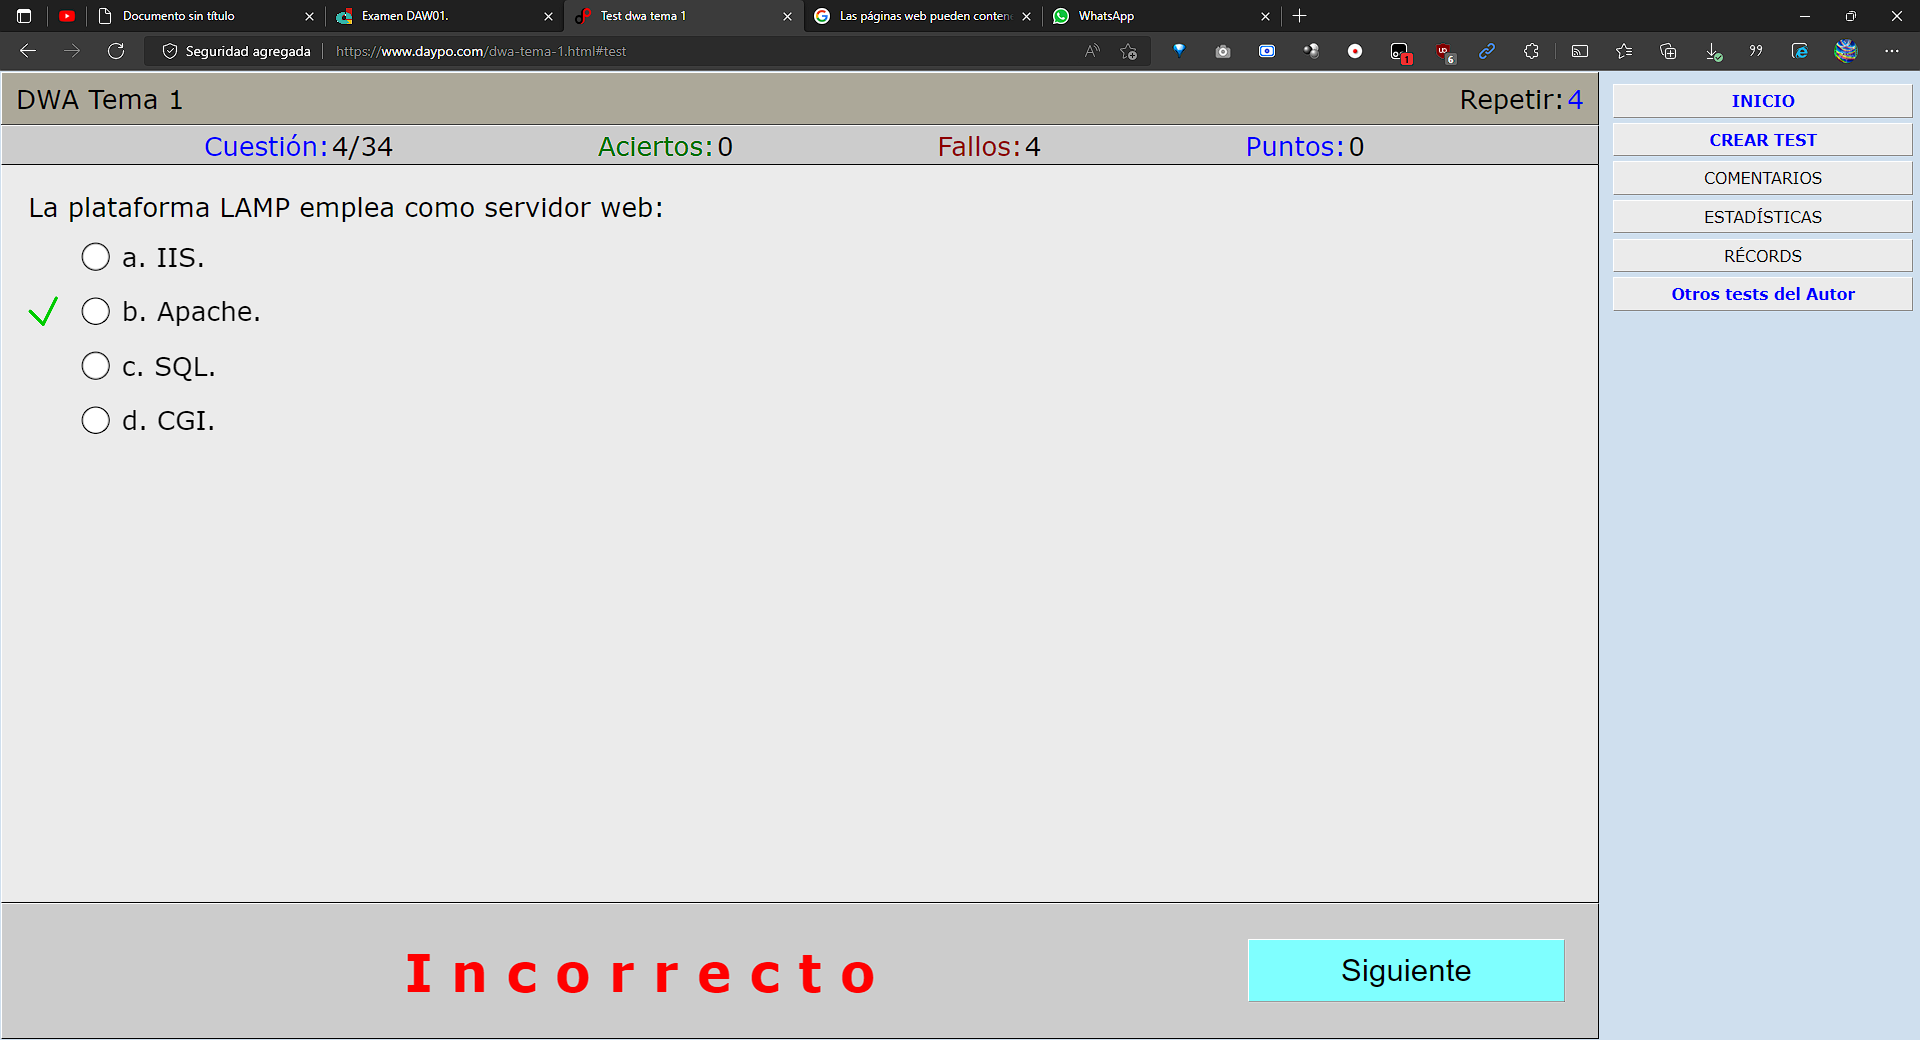 Documento sin título
Examen DAW01.
Test dwa tema 1
Las páginas web pueden conten
WhatsApp
Seguridad agregada
https://www.daypo.com/dwa-tema-1.html#test
1
6
DWA Tema 1
Repetir: 4
Cuestión: 4/34
Aciertos: 0
Fallos: 4
Puntos: 0
La plataforma LAMP emplea como servidor web:
a. IIS.
b. Apache.
c. SQL.
d. CGI.
Incorrecto
Siguiente
INICIO
CREAR TEST
COMENTARIOS
ESTADÍSTICAS
RÉCORDS
Otros tests del Autor